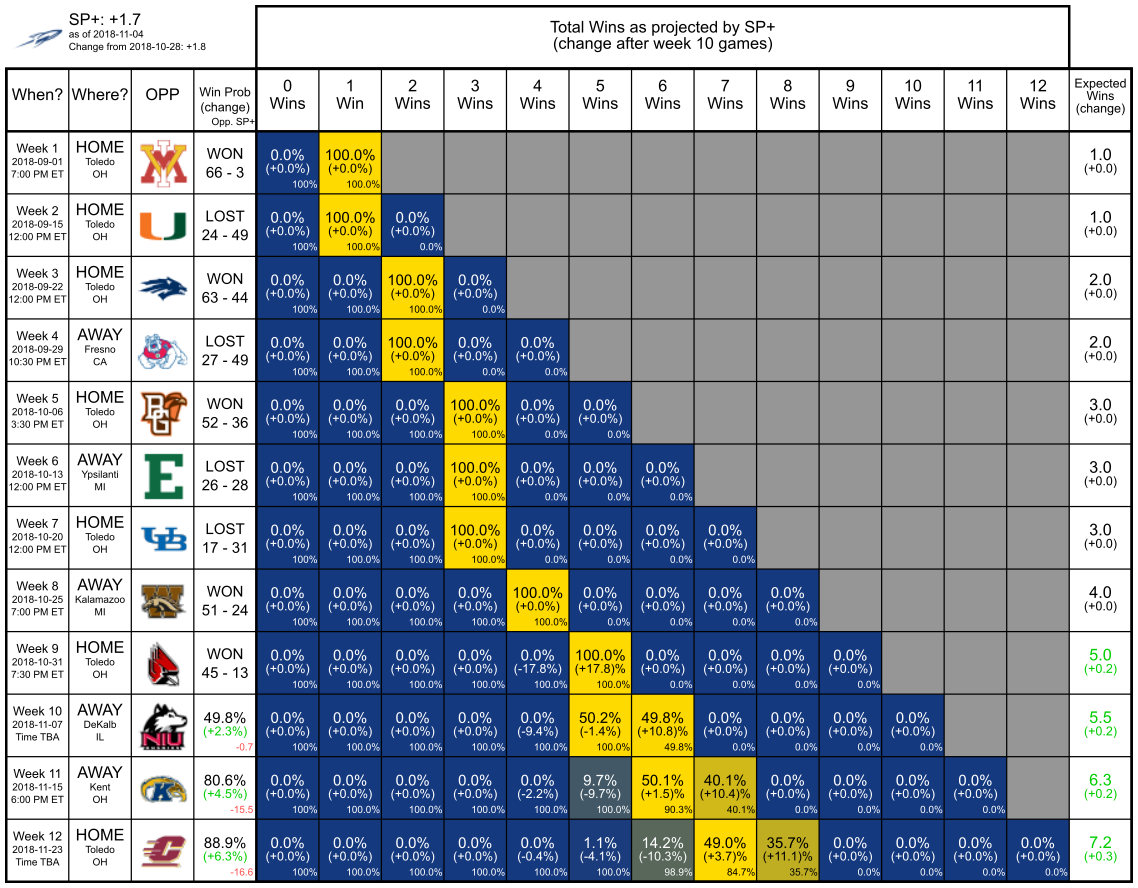 SP+: +1.7
as of 2018-11-04
Change from 2018-10-28: +1.8
Total Wins as projected by SP+
(change after week 10 games)
When? Where? OPP Win Prob (change) Opp. SP+ 0 Wins 1 Win 2 Wins 3 Wins 4 Wins 5 Wins 6 Wins 7 Wins 8 Wins 9 Wins 10 Wins 11 Wins 12 Wins Expected Wins (change)
Week 1 HOME WON 0.0% 100.0% 1.0
2018-09-01 Toledo 66 - 3 (+0.0%) (+0.0%) (+0.0)
7:00 PM ET OH 100% 100.0%
Week 2 HOME LOST 0.0% 100.0% 0.0% 1.0
2018-09-15 Toledo 24 - 49 (+0.0%) (+0.0%) (+0.0%) (+0.0)
12:00 PM ET OH 100% 100.0% 0.0%
Week 3 HOME WON 0.0% 0.0% 100.0% 0.0% 2.0
2018-09-22 Toledo 63 - 44 (+0.0%) (+0.0%) (+0.0%) (+0.0%) (+0.0)
12:00 PM ET OH 100% 100.0% 100.0% 0.0%
Week 4 AWAY LOST 0.0% 0.0% 100.0% 0.0% 0.0% 2.0
2018-09-29 Fresno 27 - 49 (+0.0%) (+0.0%) (+0.0%) (+0.0%) (+0.0%) (+0.0)
10:30 PM ET CA 100% 100.0% 100.0% 0.0% 0.0%
Week 5 HOME BG WON 0.0% 0.0% 0.0% 100.0% 0.0% 0.0% 3.0
2018-10-06 Toledo 52 - 36 (+0.0%) (+0.0%) (+0.0%) (+0.0%) (+0.0%) (+0.0%) (+0.0)
3:30 PM ET OH 100% 100.0% 100.0% 100.0% 0.0% 0.0%
Week 6 AWAY E LOST 0.0% 0.0% 0.0% 100.0% 0.0% 0.0% 0.0% 3.0
2018-10-13 Ypsilanti 26 - 28 (+0.0%) (+0.0%) (+0.0%) (+0.0%) (+0.0%) (+0.0%) (+0.0%) (+0.0)
12:00 PM ET MI 100% 100.0% 100.0% 100.0% 0.0% 0.0% 0.0%
Week 7 HOME UB LOST 0.0% 0.0% 0.0% 100.0% 0.0% 0.0% 0.0% 0.0% 3.0
2018-10-20 Toledo 17 - 31 (+0.0%) (+0.0%) (+0.0%) (+0.0%) (+0.0%) (+0.0%) (+0.0%) (+0.0%) (+0.0)
12:00 PM ET OH 100% 100.0% 100.0% 100.0% 0.0% 0.0% 0.0% 0.0%
Week 8 AWAY W WON 0.0% 0.0% 0.0% 0.0% 100.0% 0.0% 0.0% 0.0% 0.0% 4.0
2018-10-25 Kalamazoo 51 - 24 (+0.0%) (+0.0%) (+0.0%) (+0.0%) (+0.0%) (+0.0%) (+0.0%) (+0.0%) (+0.0%) (+0.0)
7:00 PM ET MI 100% 100.0% 100.0% 100.0% 100.0% 0.0% 0.0% 0.0% 0.0%
Week 9 HOME WON 0.0% 0.0% 0.0% 0.0% 0.0% 100.0% 0.0% 0.0% 0.0% 0.0% 5.0
2018-10-31 Toledo 45 - 13 (+0.0%) (+0.0%) (+0.0%) (+0.0%) (-17.8%) (+17.8)% (+0.0%) (+0.0%) (+0.0%) (+0.0%) (+0.2)
7:30 PM ET OH 100% 100.0% 100.0% 100.0% 100.0% 100.0% 0.0% 0.0% 0.0% 0.0%
Week 10 AWAY NIU 49.8% 0.0% 0.0% 0.0% 0.0% 0.0% 50.2% 49.8% 0.0% 0.0% 0.0% 0.0% 5.5
2018-11-07 DeKalb (+2.3%) (+0.0%) (+0.0%) (+0.0%) (+0.0%) (-9.4%) (-1.4%) (+10.8)% (+0.0%) (+0.0%) (+0.0%) (+0.0%) (+0.2)
Time TBA IL -0.7 100% 100.0% 100.0% 100.0% 100.0% 100.0% 49.8% 0.0% 0.0% 0.0% 0.0%
Week 11 AWAY K 80.6% 0.0% 0.0% 0.0% 0.0% 0.0% 9.7% 50.1% 40.1% 0.0% 0.0% 0.0% 0.0% 6.3
2018-11-15 Kent (+4.5%) (+0.0%) (+0.0%) (+0.0%) (+0.0%) (-2.2%) (-9.7%) (+1.5)% (+10.4)% (+0.0%) (+0.0%) (+0.0%) (+0.0%) (+0.2)
6:00 PM ET OH -15.5 100% 100.0% 100.0% 100.0% 100.0% 100.0% 90.3% 40.1% 0.0% 0.0% 0.0% 0.0%
Week 12 HOME C 88.9% 0.0% 0.0% 0.0% 0.0% 0.0% 1.1% 14.2% 49.0% 35.7% 0.0% 0.0% 0.0% 0.0% 7.2
2018-11-23 Toledo (+6.3%) (+0.0%) (+0.0%) (+0.0%) (+0.0%) (-0.4%) (-4.1%) (-10.3%) (+3.7)% (+11.1)% (+0.0%) (+0.0%) (+0.0%) (+0.0%) (+0.3)
Time TBA OH -16.6 100% 100.0% 100.0% 100.0% 100.0% 100.0% 98.9% 84.7% 35.7% 0.0% 0.0% 0.0% 0.0%